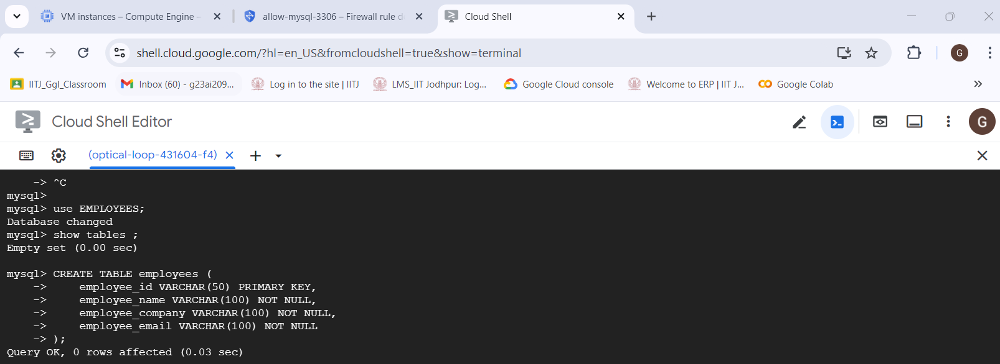 VM instances – Compute Engine –
allow-mysql-3306 – Firewall rule d
Cloud Shell
shell.cloud.google.com/?hl=en_US&fromcloudshell=true&show=terminal
G
IITJ_Ggl_Classroom
Inbox (60) - g23ai209...
Log in to the site | IITJ
LMS_IIT Jodhpur: Log...
Google Cloud console
Welcome to ERP | IIT J...
Google Colab
Cloud Shell Editor
G
(optical-loop-431604-f4)
-> ^C
mysql>
mysql> use EMPLOYEES;
Database changed
mysql> show tables ;
Empty set (0.00 sec)
mysql> CREATE TABLE employees (
->     employee_id VARCHAR(50) PRIMARY KEY,
->     employee_name VARCHAR(100) NOT NULL,
->     employee_company VARCHAR(100) NOT NULL,
->     employee_email VARCHAR(100) NOT NULL
-> );
Query OK, 0 rows affected (0.03 sec)